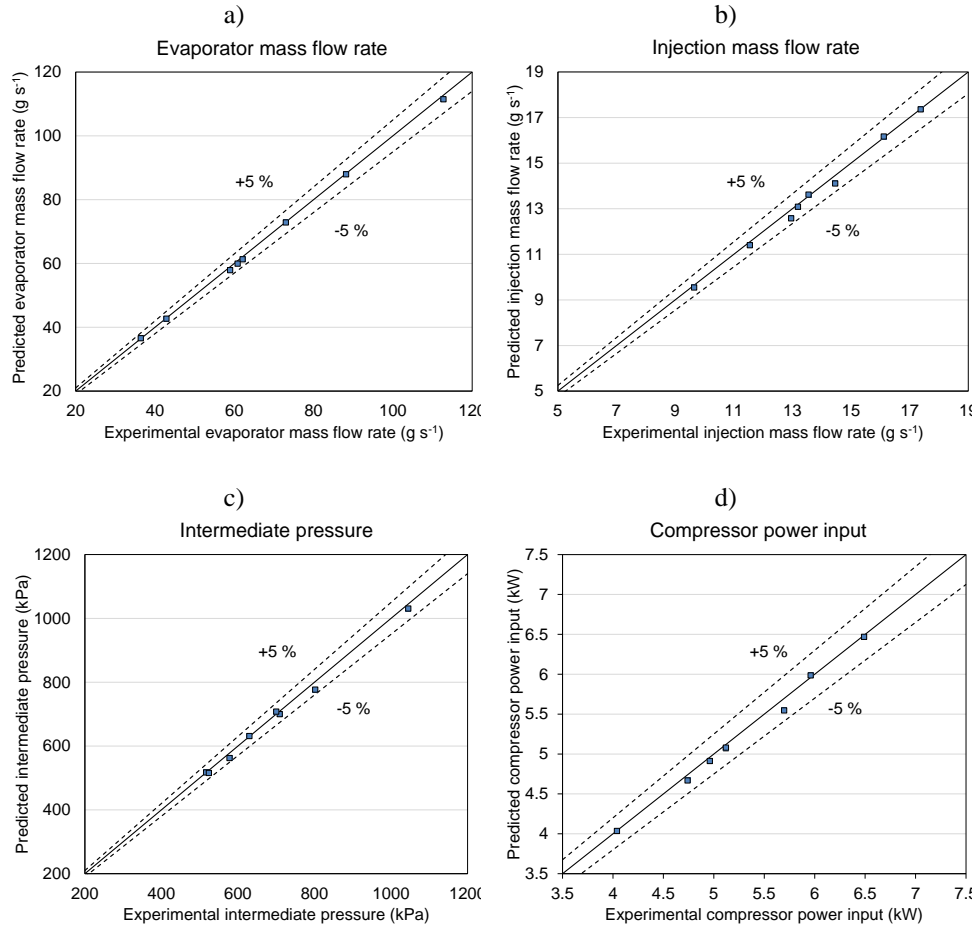 a)
Evaporator mass flow rate
120
100
80
60
40
20
20 40 60 80 100 120
+5 %
-5 %
Predicted evaporator mass flow rate (g s⁻¹)
Experimental evaporator mass flow rate (g s⁻¹)
b)
Injection mass flow rate
19
17
15
13
11
9
7
5
5 7 9 11 13 15 17 19
+5 %
-5 %
Predicted injection mass flow rate (g s⁻¹)
Experimental injection mass flow rate (g s⁻¹)
c)
Intermediate pressure
1200
1000
800
600
400
200
200 400 600 800 1000 1200
+5 %
-5 %
Predicted intermediate pressure (kPa)
Experimental intermediate pressure (kPa)
d)
Compressor power input
7.5
7
6.5
6
5.5
5
4.5
4
3.5
3.5 4 4.5 5 5.5 6 6.5 7 7.5
+5 %
-5 %
Predicted compressor power input (kW)
Experimental compressor power input (kW)